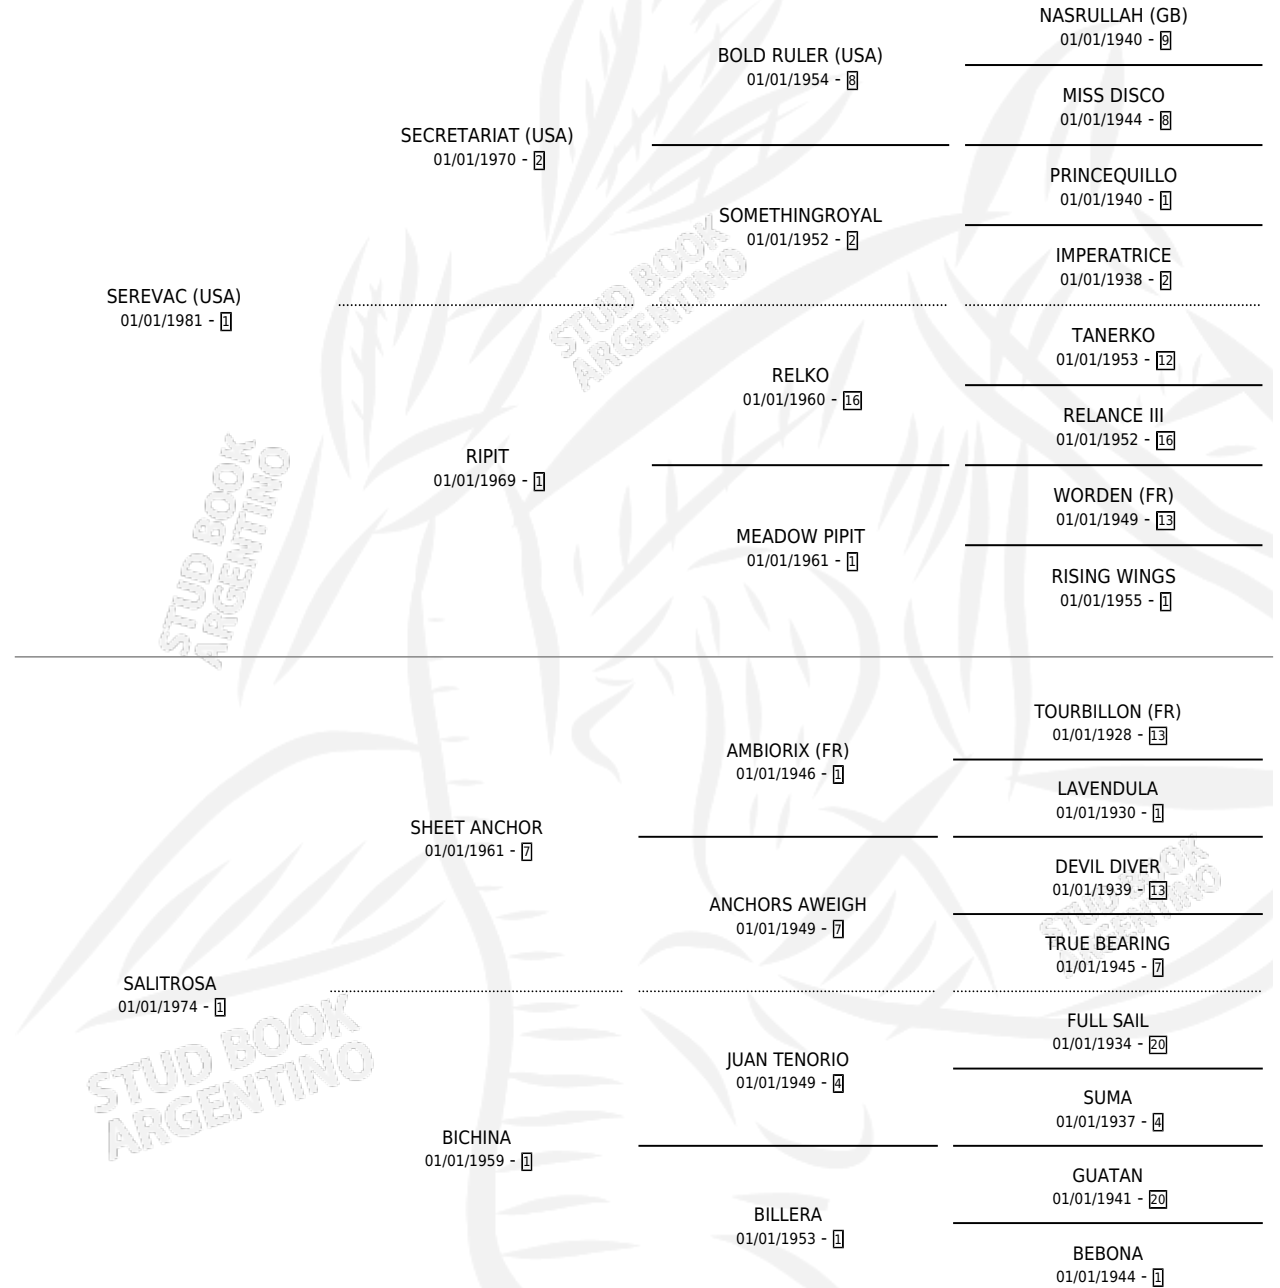 NASRULLAH (GB)
01/01/1940 - 9
BOLD RULER (USA)
01/01/1954 - 8
MISS DISCO
01/01/1944 - 8
SECRETARIAT (USA)
01/01/1970 - 2
PRINCEQUILLO
01/01/1940 - 1
SOMETHINGROYAL
01/01/1952 - 2
IMPERATRICE
01/01/1938 - 2
SEREVAC (USA)
01/01/1981 - 1
STUD BOOK
ARGENTINO
TANERKO
01/01/1953 - 12
RELKO
01/01/1960 - 16
RELANCE III
01/01/1952 - 16
RIPIT
01/01/1969 - 1
WORDEN (FR)
01/01/1949 - 13
MEADOW PIPIT
01/01/1961 - 1
RISING WINGS
01/01/1955 - 1
STUD BOOK
ARGENTINO
TOURBILLON (FR)
01/01/1928 - 13
AMBIORIX (FR)
01/01/1946 - 1
LAVENDULA
01/01/1930 - 1
SHEET ANCHOR
01/01/1961 - 7
DEVIL DIVER
01/01/1939 - 13
ANCHORS AWEIGH
01/01/1949 - 7
STUD BOOK
ARGENTINO
TRUE BEARING
01/01/1945 - 7
SALITROSA
01/01/1974 - 1
FULL SAIL
01/01/1934 - 20
JUAN TENORIO
01/01/1949 - 4
SUMA
01/01/1937 - 4
STUD BOOK
ARGENTINO
BICHINA
01/01/1959 - 1
GUATAN
01/01/1941 - 20
BILLERA
01/01/1953 - 1
BEBONA
01/01/1944 - 1